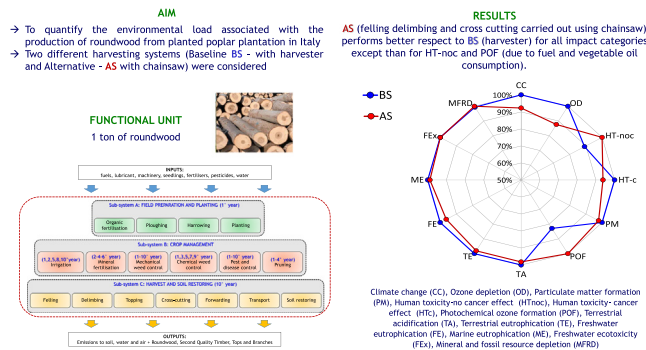 AIM
→ To quantify the environmental load associated with the
production of roundwood from planted poplar plantation in Italy
→ Two different harvesting systems (Baseline BS – with harvester
and Alternative – AS with chainsaw) were considered
FUNCTIONAL UNIT
1 ton of roundwood
INPUTS:
fuels, lubricant, machinery, seedings, fertilisers, pesticides, water
Sub-system A: FIELD PREPARATION AND PLANTING (1° year)
Organic
fertilisation
Ploughing
Harrowing
Planting
Sub-system B: CROP MANAGEMENT
(1,2,5,8,10°year)
Irrigation
(2-4-6° year)
Mineral
fertilisation
(1-10° year)
Mechanical
weed control
(1,3,5,7,9° year)
Chemical weed
control
(1-10° year)
Pest and
disease control
(1-4° year)
Pruning
Sub-system C: HARVEST AND SOIL RESTORING (10° year)
Felling
Delimbing
Topping
Cross-cutting
Forwarding
Transport
Soil restoring
OUTPUTS:
Emissions to soil, water and air + Roundwood, Second Quality Timber, Tops and Branches
RESULTS
AS (felling delimbing and cross cutting carried out using chainsaw)
performs better respect to BS (harvester) for all impact categories
except than for HT-noc and POF (due to fuel and vegetable oil
consumption).
BS
AS
CC
OD
HT-noc
HT-c
PM
POF
TA
TE
FE
ME
FEx
MFRD
100%
90%
80%
70%
60%
50%
Climate change (CC), Ozone depletion (OD), Particulate matter formation
(PM), Human toxicity-no cancer effect (HTnoc), Human toxicity- cancer
effect (HTc), Photochemical ozone formation (POF), Terrestrial
acidification (TA), Terrestrial eutrophication (TE), Freshwater
eutrophication (FE), Marine eutrophication (ME), Freshwater ecotoxicity
(FEx), Mineral and fossil resource depletion (MFRD)